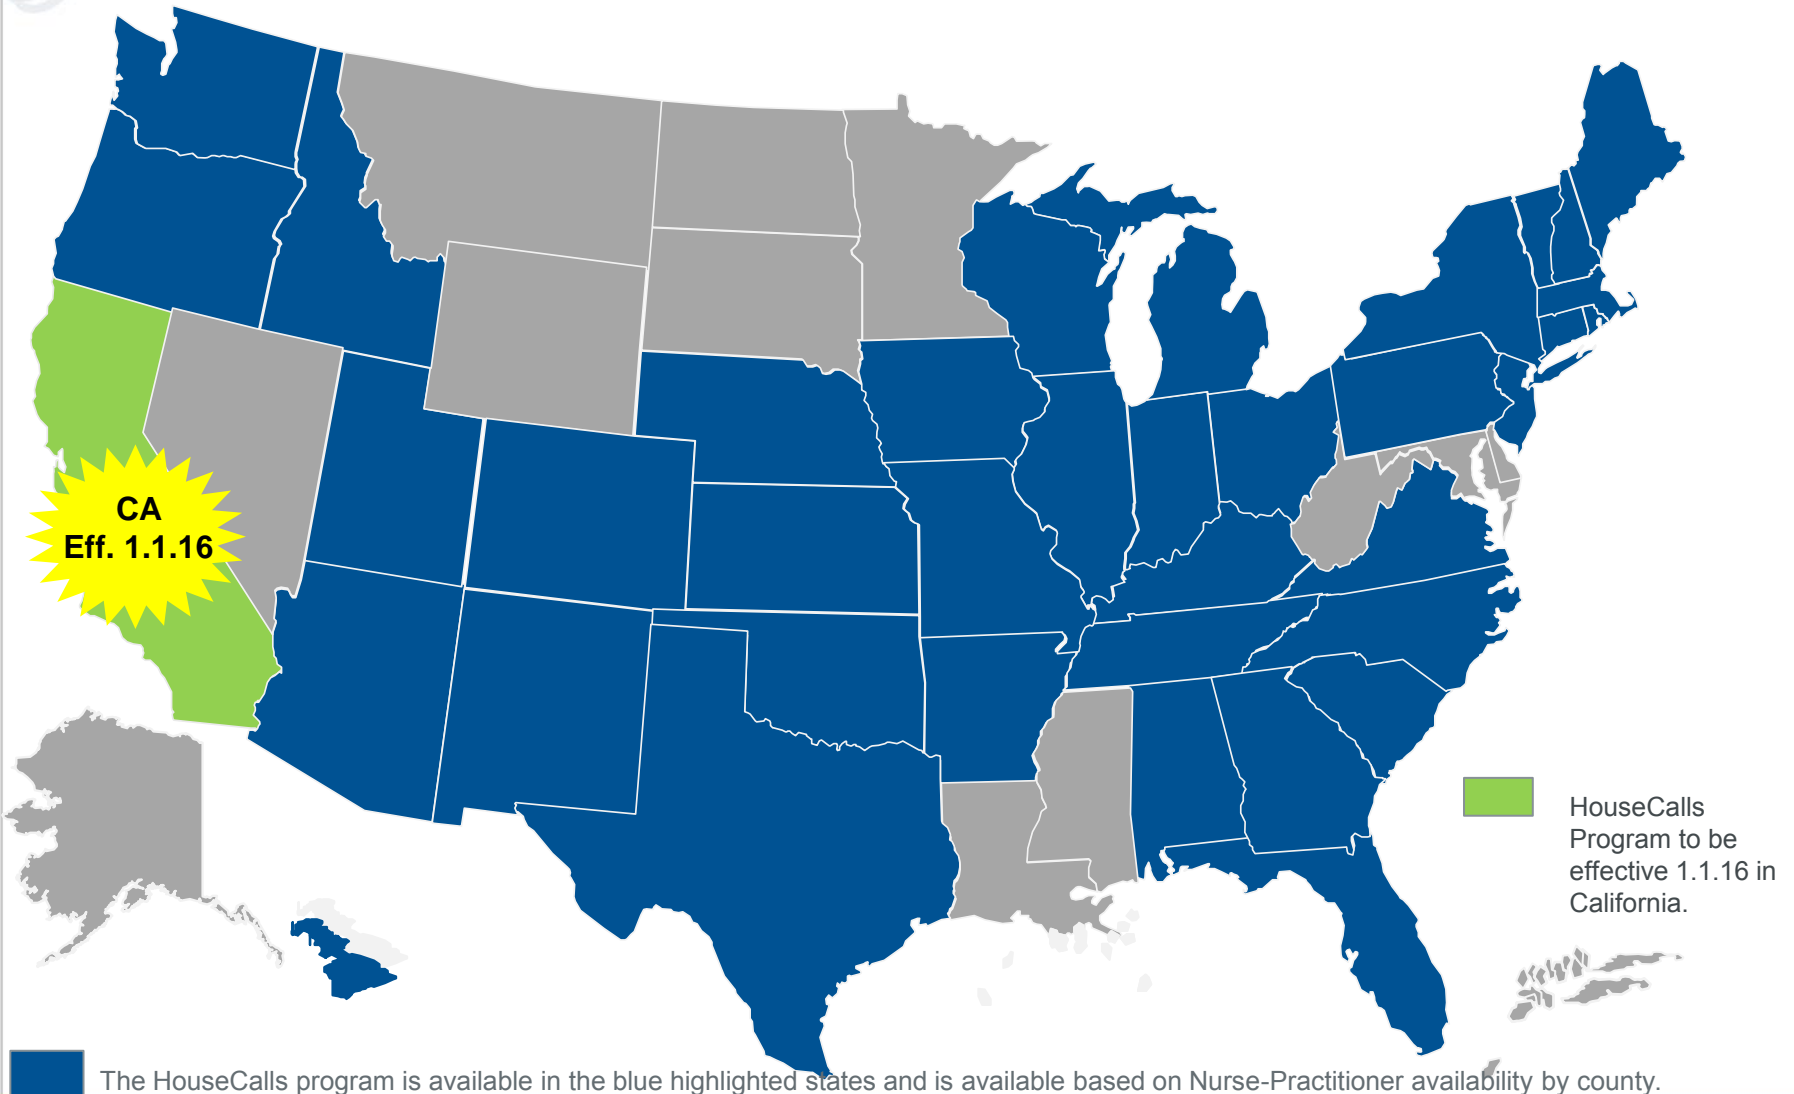 CA
Eff. 1.1.16
HouseCalls
Program to be
effective 1.1.16 in
California.
The HouseCalls program is available in the blue highlighted states and is available based on Nurse-Practitioner availability by county.